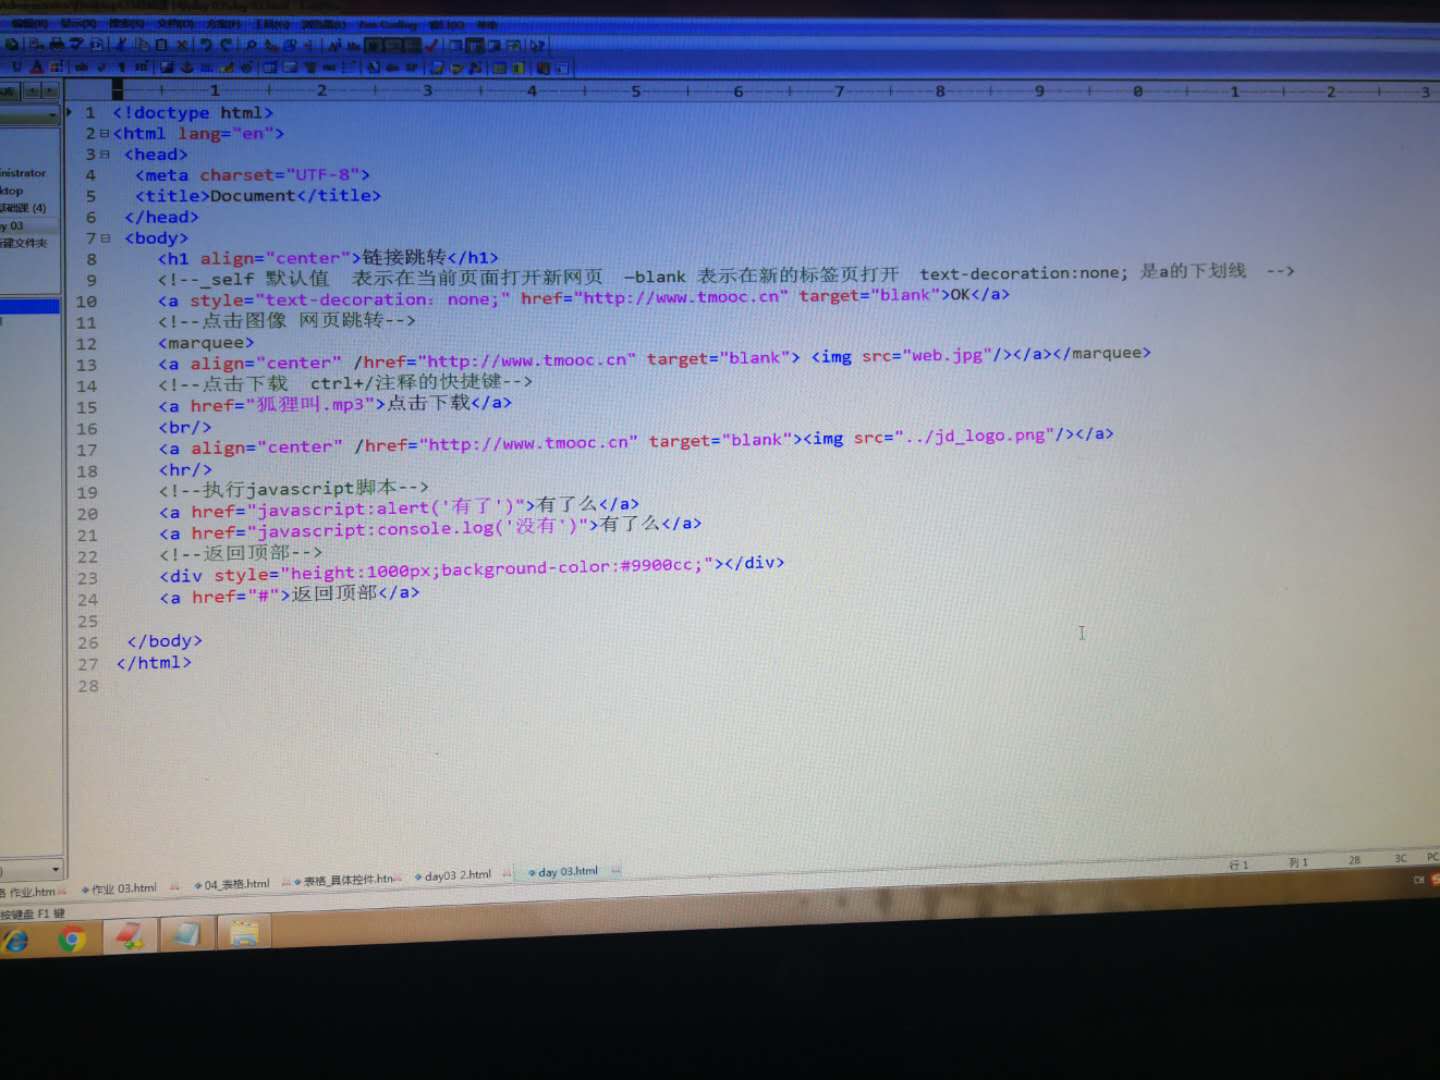 Zen Coding
1 2 3 4 5 6 7 8 9 0 1 2 3
1 <!doctype html>
2 <html lang="en">
3 <head>
4 <meta charset="UTF-8">
5 <title>Document</title>
6 </head>
7 <body>
8 <h1 align="center">链接跳转</h1>
9 <!--_self 默认值 表示在当前页面打开新网页 —blank 表示在新的标签页打开 text-decoration:none; 是a的下划线 -->
10 <a style="text-decoration：none;" href="http://www.tmooc.cn" target="blank">OK</a>
11 <!--点击图像 网页跳转-->
12 <marquee>
13 <a align="center" /href="http://www.tmooc.cn" target="blank"> <img src="web.jpg"/></a></marquee>
14 <!--点击下载 ctrl+/注释的快捷键-->
15 <a href="狐狸叫.mp3">点击下载</a>
16 <br/>
17 <a align="center" /href="http://www.tmooc.cn" target="blank"><img src="../jd_logo.png"/></a>
18 <hr/>
19 <!--执行javascript脚本-->
20 <a href="javascript:alert('有了')">有了么</a>
21 <a href="javascript:console.log('没有')">有了么</a>
22 <!--返回顶部-->
23 <div style="height:1000px;background-color:#9900cc;"></div>
24 <a href="#">返回顶部</a>
25
26 </body>
27 </html>
28
inistrator
ktop
基础课 (4)
y 03
新建文件夹
行 1 列 1 28 3C PC
格 作业.htm 作业 03.html 04_表格.html 表格_具体控件.htm day03 2.html day 03.html
按键盘 F1 键
CH